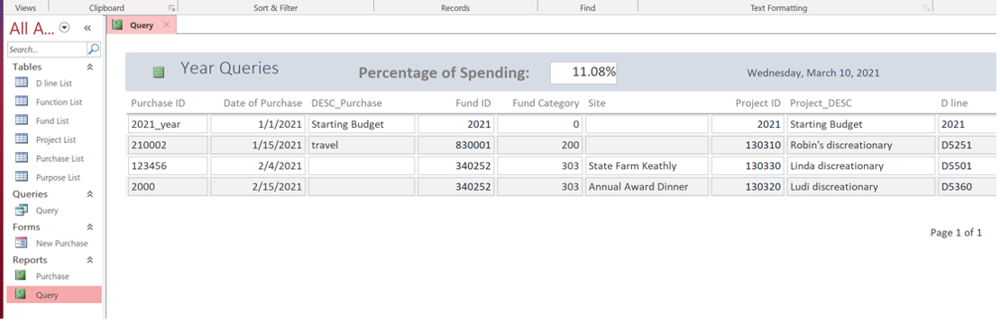 Views Clipboard Sort & Filter Records Find Text Formatting
All A... «
Query ×
Search...
Tables
D line List
Function List
Fund List
Project List
Purchase List
Purpose List
Queries
Query
Forms
New Purchase
Reports
Purchase
Query
Year Queries Percentage of Spending: 11.08% Wednesday, March 10, 2021
Purchase ID Date of Purchase DESC_Purchase Fund ID Fund Category Site Project ID Project_DESC D line
2021_year 1/1/2021 Starting Budget 2021 0 2021 Starting Budget 2021
210002 1/15/2021 travel 830001 200 130310 Robin's discreationary D5251
123456 2/4/2021 340252 303 State Farm Keathly 130330 Linda discreationary D5501
2000 2/15/2021 340252 303 Annual Award Dinner 130320 Ludi discreationary D5360
Page 1 of 1